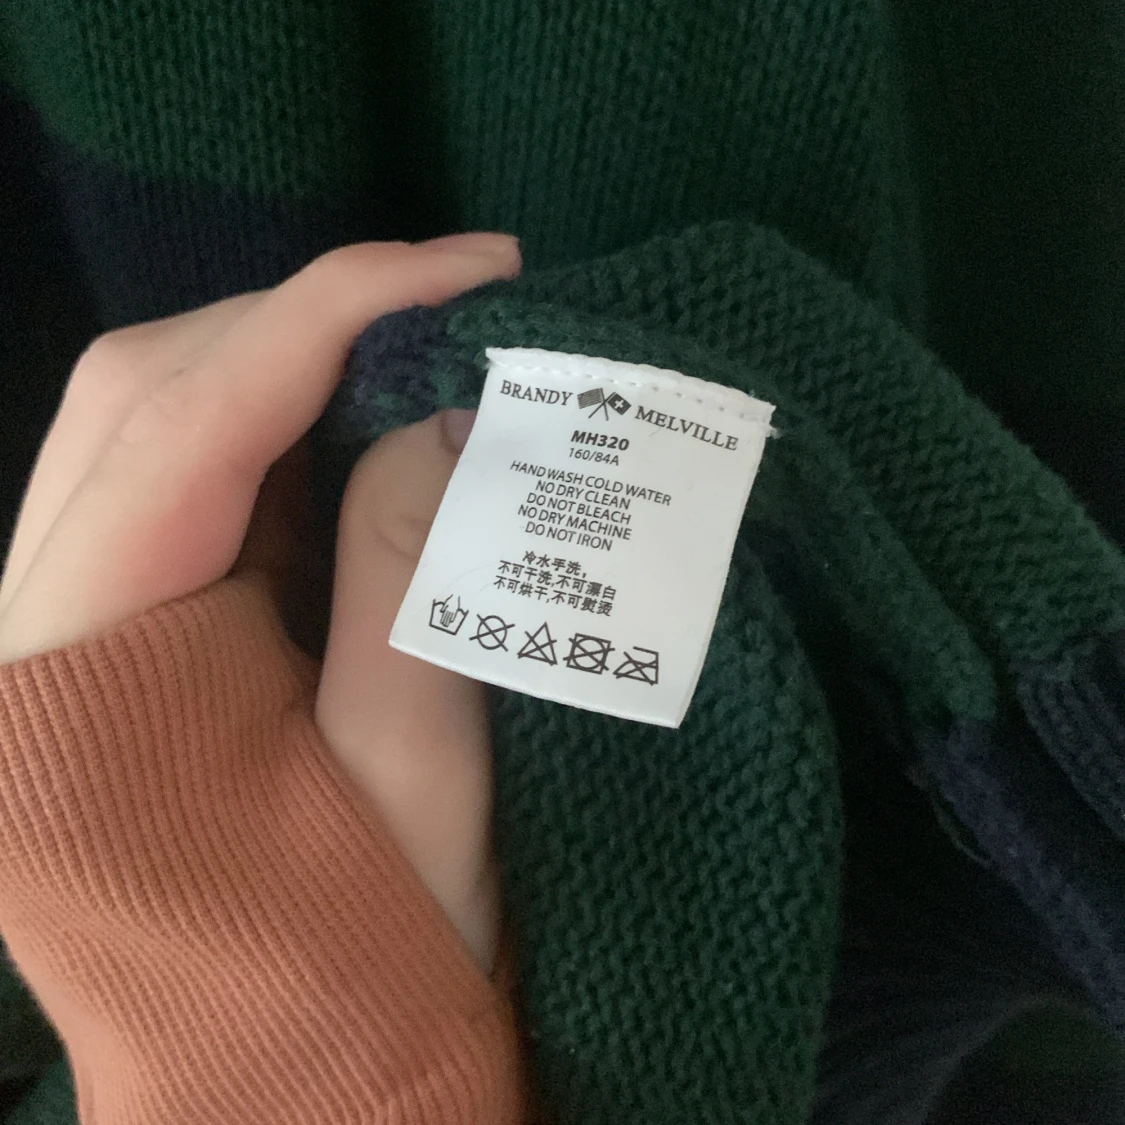 BRANDY MELVILLE
MH320
160/84A
HAND WASH COLD WATER
NO DRY CLEAN
DO NOT BLEACH
NO DRY MACHINE
DO NOT IRON
冷水手洗,
不可干洗,不可漂白
不可烘干,不可熨烫